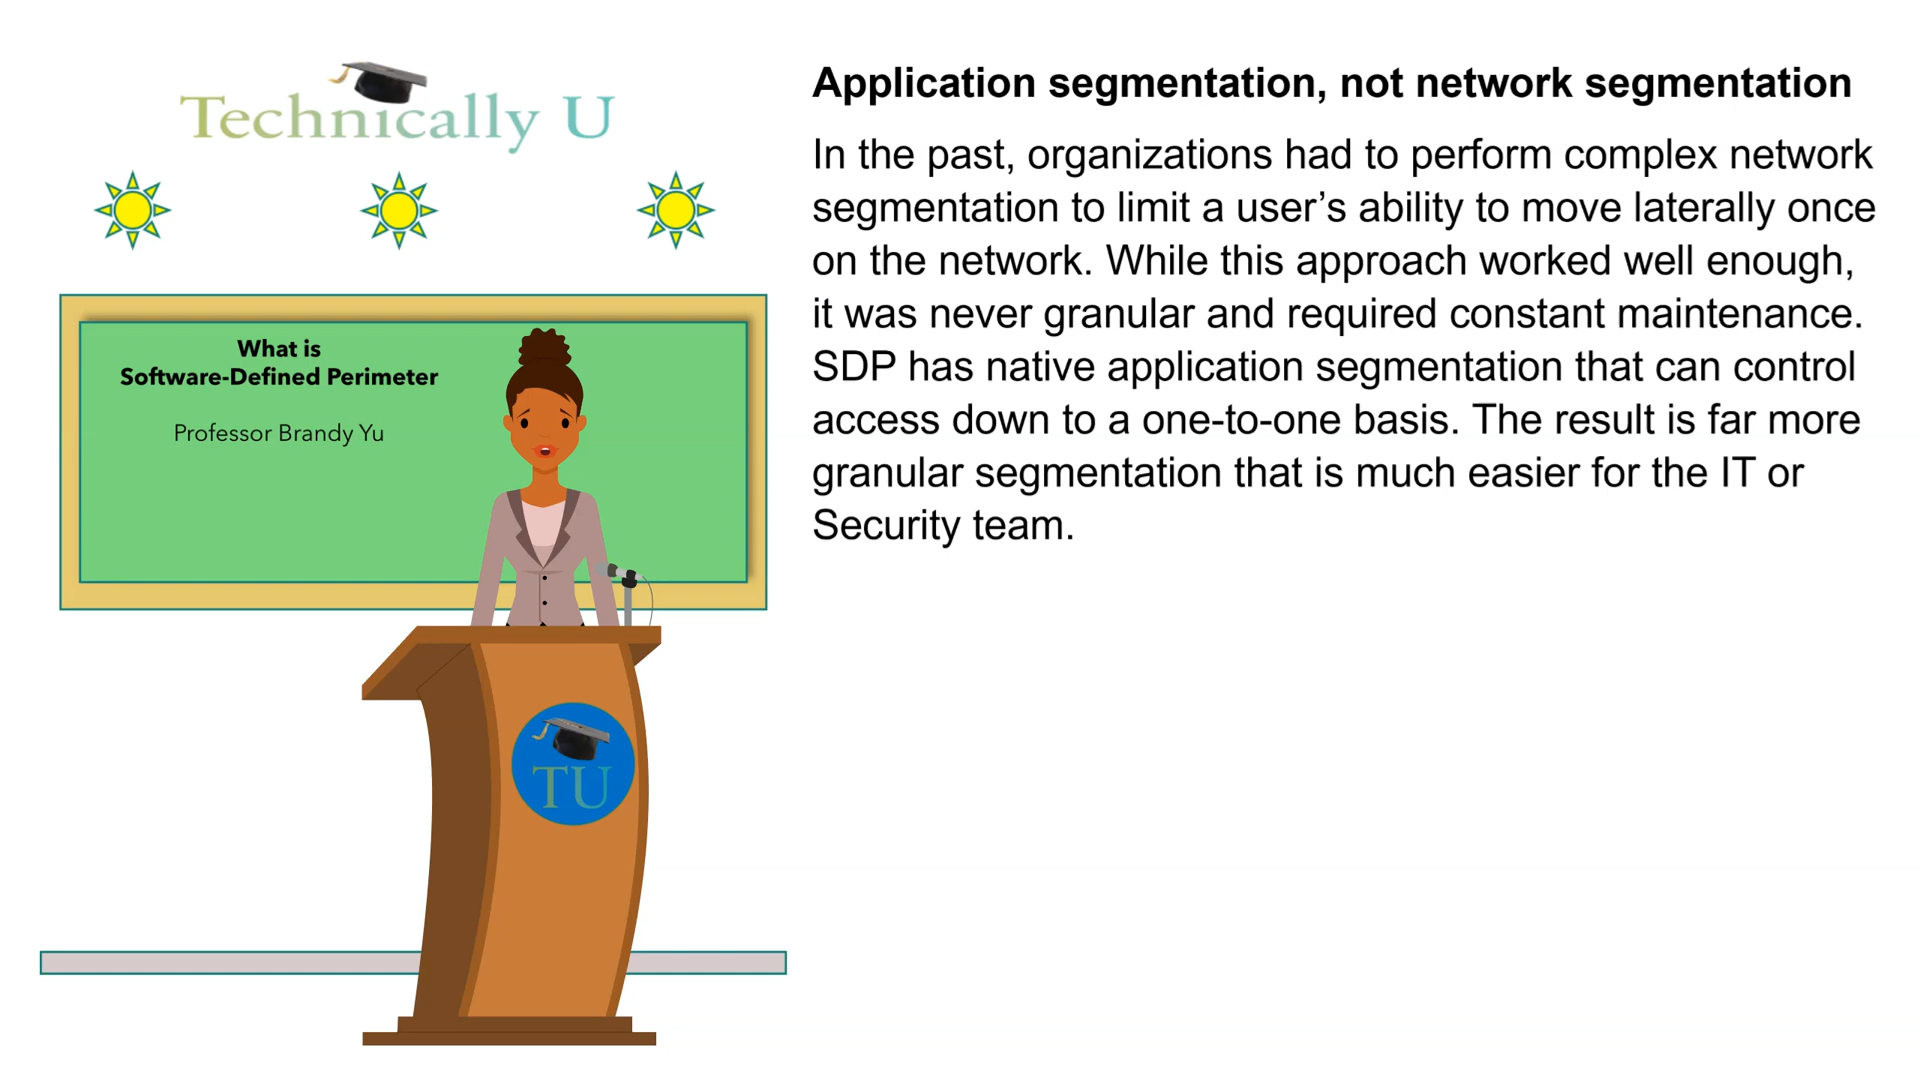 Technically U
What is
Software-Defined Perimeter
Professor Brandy Yu
TU
Application segmentation, not network segmentation
In the past, organizations had to perform complex network
segmentation to limit a user’s ability to move laterally once
on the network. While this approach worked well enough,
it was never granular and required constant maintenance.
SDP has native application segmentation that can control
access down to a one-to-one basis. The result is far more
granular segmentation that is much easier for the IT or
Security team.